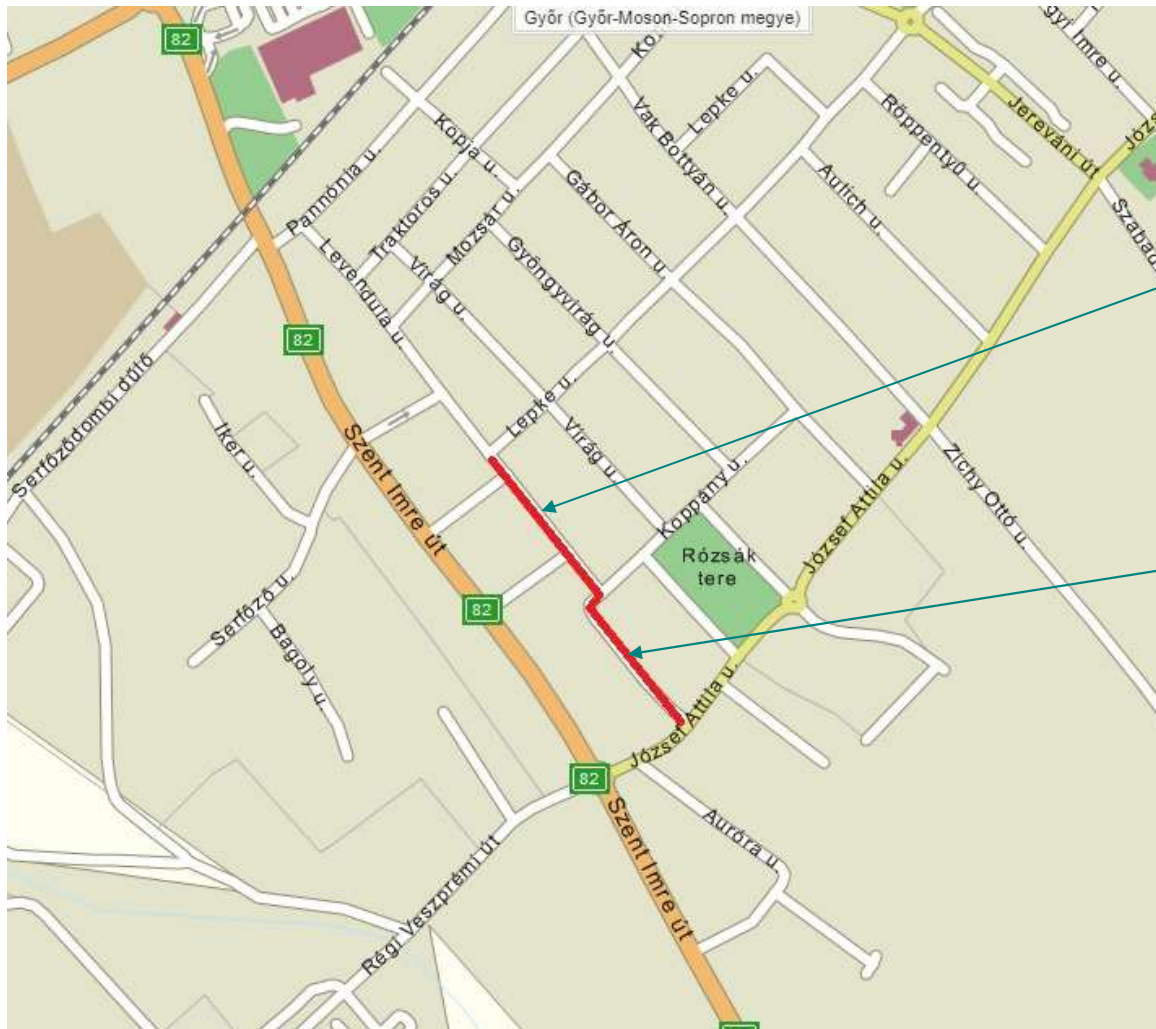 Győr (Győr-Moson-Sopron megye)
82
Kopja u.
Lepke u.
Vak Bottyán u.
Röppentyű u.
Jereváni út
Pannónia u.
Traktoros u.
Mozsár u.
Gábor Áron u.
Aulich u.
Levendula u.
Virág u.
Gyöngyvirág u.
82
Serfőződombi dűlő
Lepke u.
Iker u.
Szent Imre út
Virág u.
Koppány u.
Zichy Ottó u.
József Attila u.
Rózsák
tere
82
Serfőző u.
Bagoly u.
József Attila u.
82
Szent Imre út
Auróra u.
Régi Veszprémi út